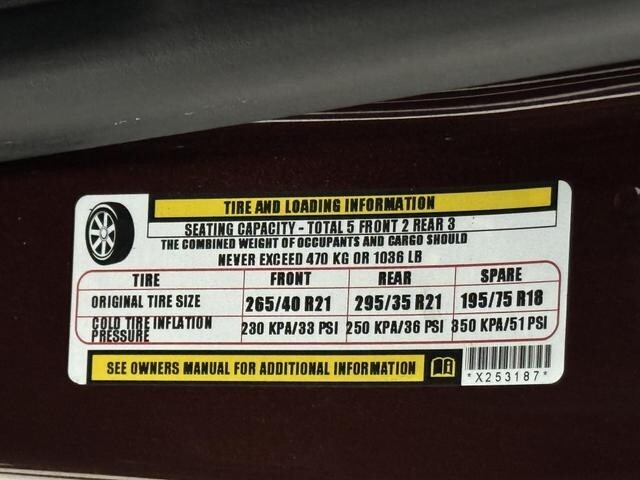 TIRE AND LOADING INFORMATION
SEATING CAPACITY - TOTAL 5 FRONT 2 REAR 3
THE COMBINED WEIGHT OF OCCUPANTS AND CARGO SHOULD
NEVER EXCEED 470 KG OR 1036 LB
TIRE FRONT REAR SPARE
ORIGINAL TIRE SIZE 265/40 R21 295/35 R21 195/75 R18
COLD TIRE INFLATION PRESSURE 230 KPA/33 PSI 250 KPA/36 PSI 350 KPA/51 PSI
SEE OWNERS MANUAL FOR ADDITIONAL INFORMATION
*X253187*